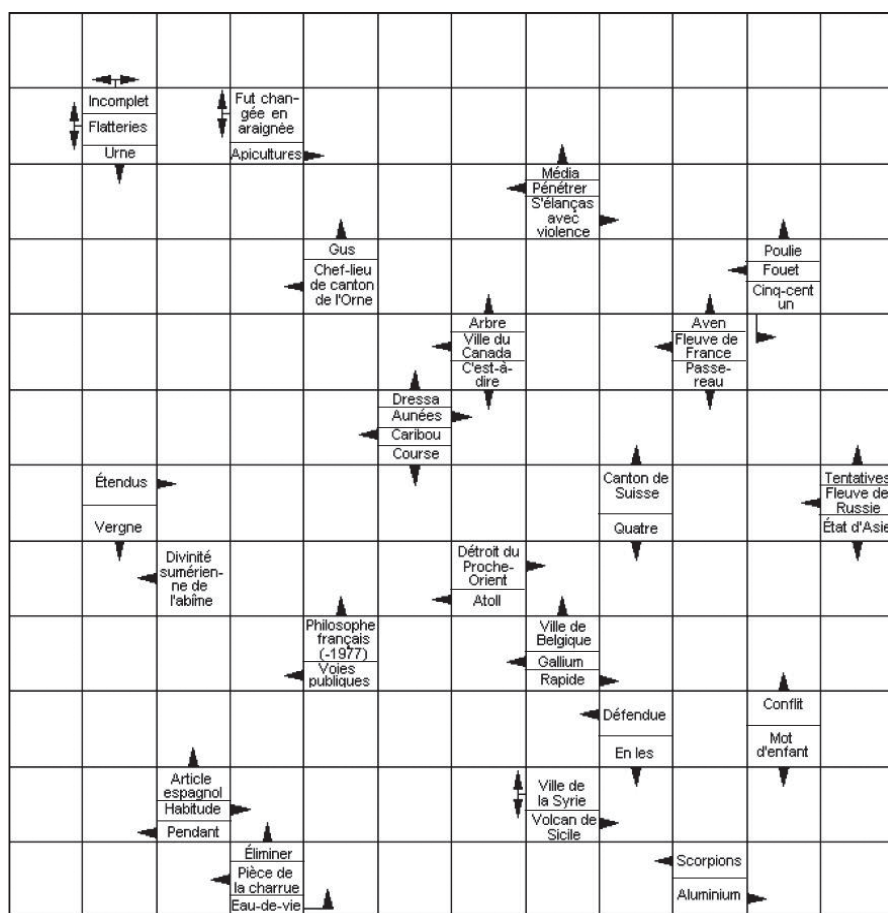 Incomplet
Flatteries
Urne
Fut chan-
gée en
araignée
Apicultures
Média
Pénétrer
S'élanças
avec
violence
Gus
Chef-lieu
de canton
de l'Orne
Poulie
Fouet
Cinq-cent
un
Arbre
Ville du
Canada
C'est-à-
dire
Aven
Fleuve de
France
Passe-
reau
Dressa
Aunées
Caribou
Course
Étendus
Vergne
Canton de
Suisse
Quatre
Tentatives
Fleuve de
Russie
État d'Asie
Divinité
sumérien-
ne de
l'abîme
Détroit du
Proche-
Orient
Atoll
Philosophe
français
(-1977)
Voies
publiques
Ville de
Belgique
Gallium
Rapide
Défendue
En les
Conflit
Mot
d'enfant
Article
espagnol
Habitude
Pendant
Ville de
la Syrie
Volcan de
Sicile
Éliminer
Pièce de
la charrue
Eau-de-vie
Scorpions
Aluminium